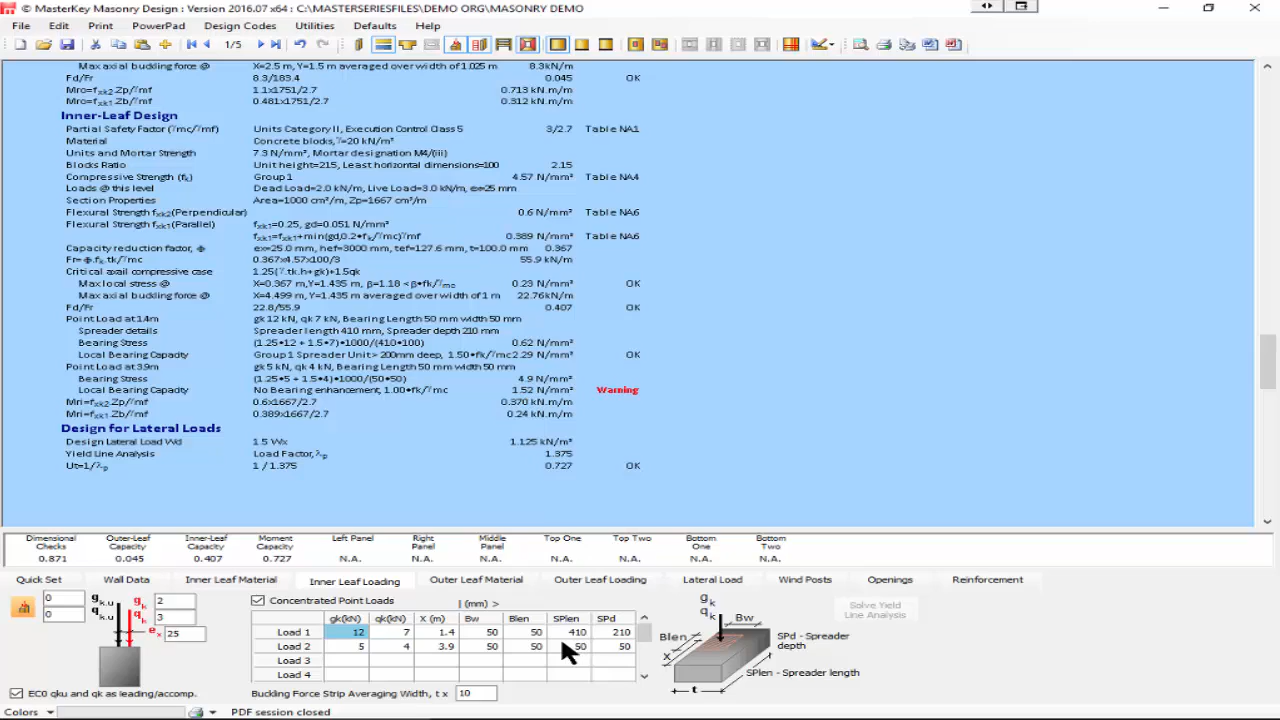 © MasterKey Masonry Design : Version 2016.07 x64 : C:\MASTERSERIESFILES\DEMO ORG\MASONRY DEMO
File Edit Print PowerPad Design Codes Utilities Defaults Help
1/5
Max axial buckling force @ X=2.5 m, Y=1.5 m averaged over width of 1.025 m 8.3kN/m
Fd/Fr 8.3/183.4 0.045 OK
Mro=fxk2.Zp/γmf 1.1x1751/2.7 0.713 kN.m/m
Mro=fxk1.Zb/γmf 0.481x1751/2.7 0.312 kN.m/m
Inner-Leaf Design
Partial Safety Factor (γmc/γmf) Units Category II, Execution Control Class 5 3/2.7 Table NA1
Material Concrete blocks, γ=20 kN/m³
Units and Mortar Strength 7.3 N/mm², Mortar designation M4/(iii)
Blocks Ratio Unit height=215, Least horizontal dimensions=100 2.15
Compressive Strength (fk) Group 1 4.57 N/mm² Table NA4
Loads @ this level Dead Load=2.0 kN/m, Live Load=3.0 kN/m, ex=25 mm
Section Properties Area=1000 cm²/m, Zp=1667 cm³/m
Flexural Strength fxk2(Perpendicular) 0.6 N/mm² Table NA6
Flexural Strength fxk1(Parallel) fxk1=0.25, gd=0.051 N/mm²
fxk1=fxk1+min(gd,0.2•fk/γmc)γmf 0.389 N/mm² Table NA6
Capacity reduction factor, Φ ex=25.0 mm, hef=3000 mm, tef=127.6 mm, t=100.0 mm 0.367
Fr= Φ.fk.tk/γmc 0.367x4.57x100/3 55.9 kN/m
Critical axail compressive case 1.25(γ.tk.h+gk)+1.5qk
Max local stress @ X=0.367 m,Y=1.435 m, β=1.18 < β•fk/γmc 0.23 N/mm² OK
Max axial buckling force @ X=4.499 m,Y=1.435 m averaged over width of 1 m 22.76kN/m
Fd/Fr 22.8/55.9 0.407 OK
Point Load at 1.4m gk 12 kN, qk 7 kN, Bearing Length 50 mm width 50 mm
Spreader details Spreader length 410 mm, Spreader depth 210 mm
Bearing Stress (1.25•12 + 1.5•7)•1000/(410•100) 0.62 N/mm²
Local Bearing Capacity Group 1 Spreader Unit > 200mm deep, 1.50•fk/γmc 2.29 N/mm² OK
Point Load at 3.9m gk 5 kN, qk 4 kN, Bearing Length 50 mm width 50 mm
Bearing Stress (1.25•5 + 1.5•4)•1000/(50•50) 4.9 N/mm²
Local Bearing Capacity No Bearing enhancement, 1.00•fk/γmc 1.52 N/mm² Warning
Mri=fxk2.Zp/γmf 0.6x1667/2.7 0.370 kN.m/m
Mri=fxk1.Zb/γmf 0.389x1667/2.7 0.24 kN.m/m
Design for Lateral Loads
Design Lateral Load Wd 1.5 Wx 1.125 kN/m²
Yield Line Analysis Load Factor, λp 1.375
Ut=1/λp 1 / 1.375 0.727 OK
Dimensional Checks Outer-Leaf Capacity Inner-Leaf Capacity Moment Capacity Left Panel Right Panel Middle Panel Top One Top Two Bottom One Bottom Two
0.871 0.045 0.407 0.727 N.A. N.A. N.A. N.A. N.A. N.A. N.A.
Quick Set Wall Data Inner Leaf Material Inner Leaf Loading Outer Leaf Material Outer Leaf Loading Lateral Load Wind Posts Openings Reinforcement
0 gk.u gk 2
0 qk.u qk 3
ex 25
EC0 qku and qk as leading/accomp.
Concentrated Point Loads | (mm) >
gk(kN) qk(kN) X (m) Bw Blen SPlen SPd
Load 1 12 7 1.4 50 50 410 210
Load 2 5 4 3.9 50 50 50 50
Load 3
Load 4
Buckling Force Strip Averaging Width, t x 10
gk
qk
Bw
Blen
X
t
SPd - Spreader depth
SPlen - Spreader length
Solve Yield Line Analysis
Colors PDF session closed